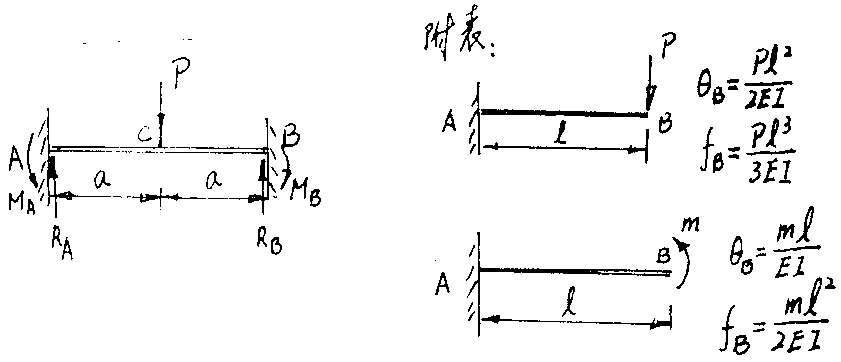 附表:
P
C
A
B
a
a
M_A
M_B
R_A
R_B
P
A
B
l
θ_B=Pl²/2EI
f_B=Pl³/3EI
m
A
B
l
θ_B=ml/EI
f_B=ml²/2EI